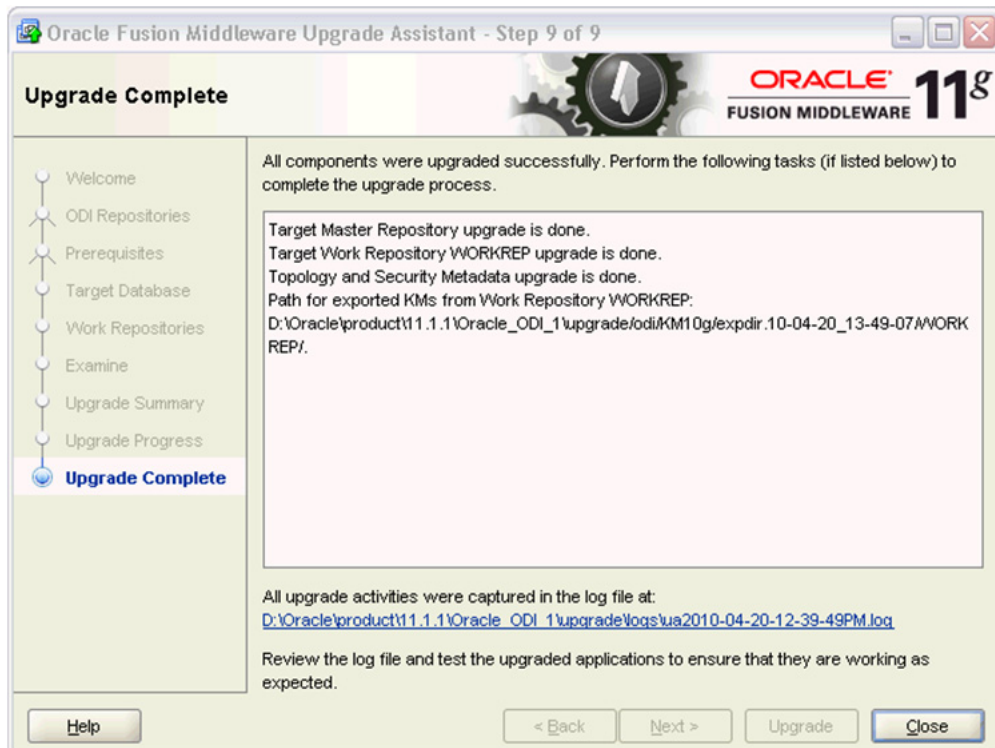 Oracle Fusion Middleware Upgrade Assistant - Step 9 of 9
Upgrade Complete
ORACLE
FUSION MIDDLEWARE
11g
Welcome
ODI Repositories
Prerequisites
Target Database
Work Repositories
Examine
Upgrade Summary
Upgrade Progress
Upgrade Complete
All components were upgraded successfully. Perform the following tasks (if listed below) to
complete the upgrade process.
Target Master Repository upgrade is done.
Target Work Repository WORKREP upgrade is done.
Topology and Security Metadata upgrade is done.
Path for exported KMs from Work Repository WORKREP:
D:\Oracle\product\11.1.1\Oracle_ODI_1\upgrade/odi/KM10g/expdir.10-04-20_13-49-07/WORK
REP/.
All upgrade activities were captured in the log file at:
D:\Oracle\product\11.1.1\Oracle_ODI_1\upgrade\logs\ua2010-04-20-12-39-49PM.log
Review the log file and test the upgraded applications to ensure that they are working as
expected.
Help
< Back
Next >
Upgrade
Close